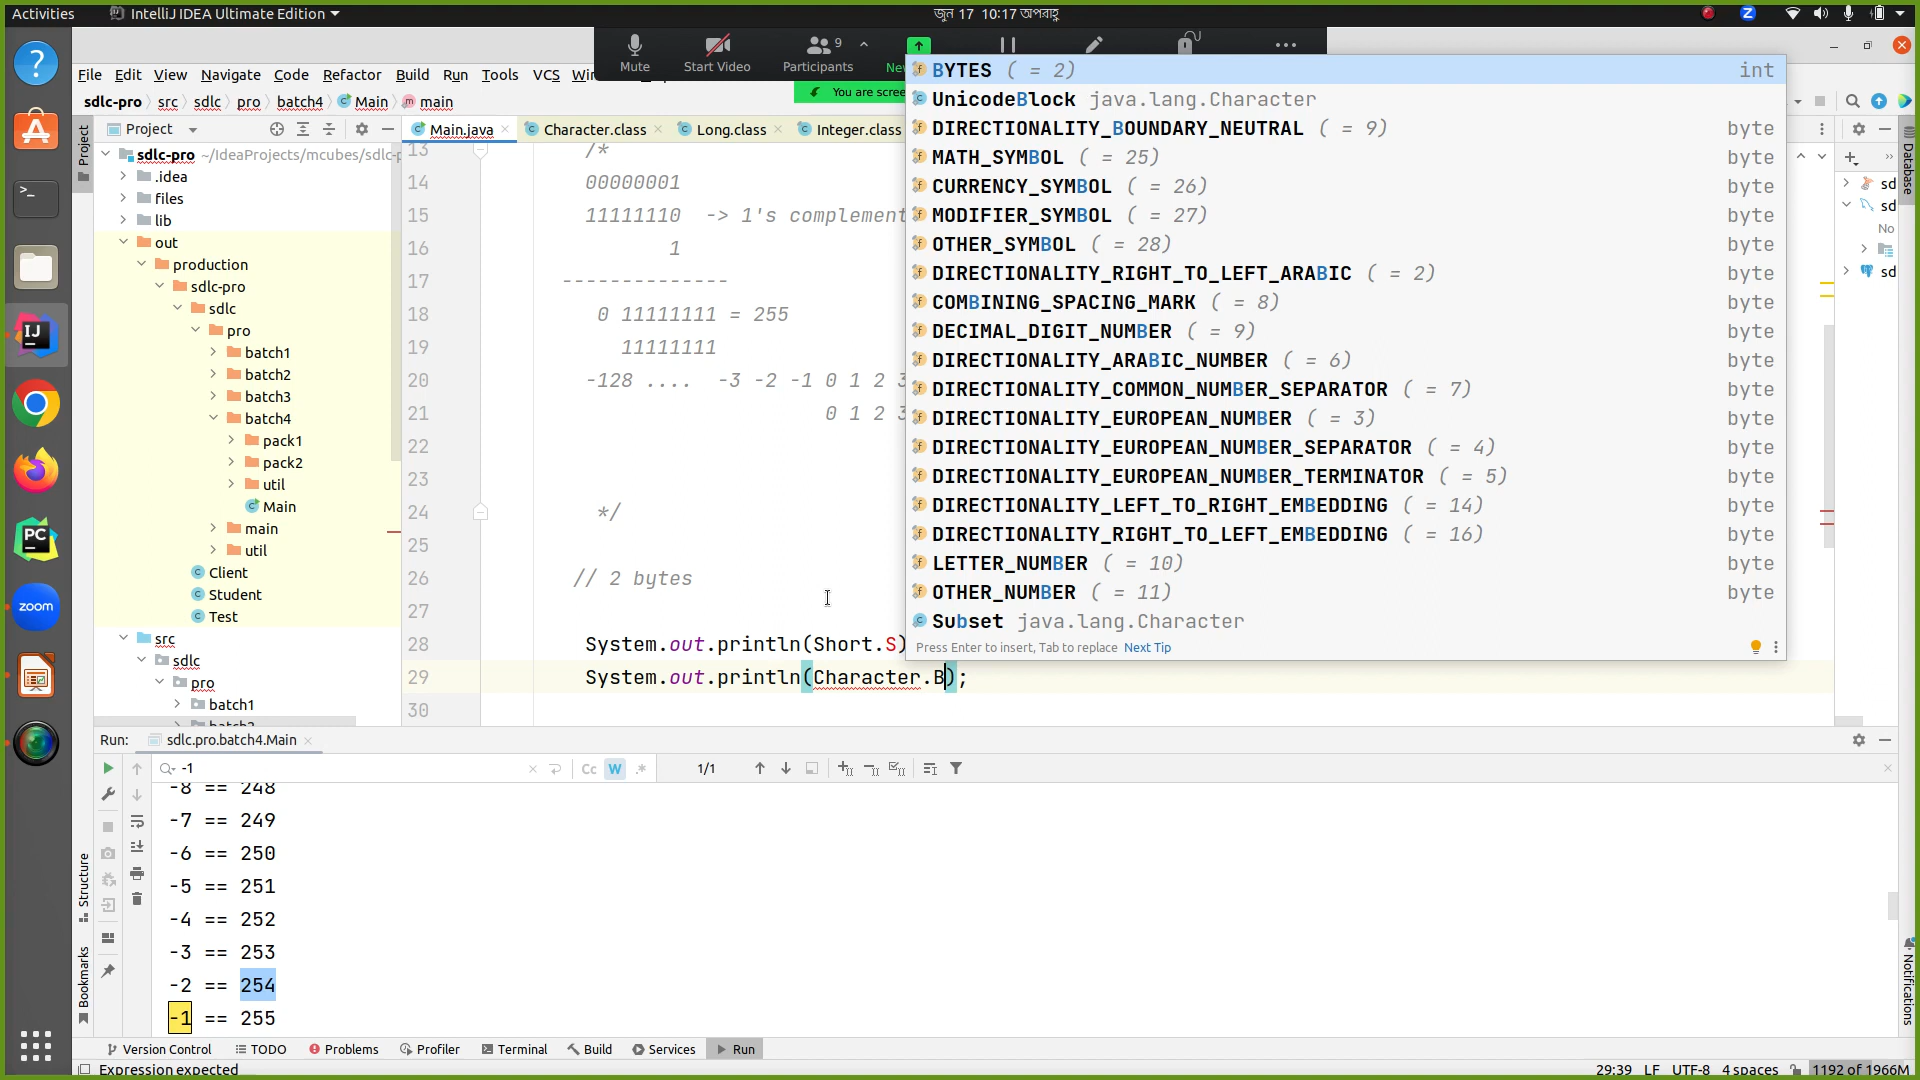 Activities
IntelliJ IDEA Ultimate Edition
জুন 17 10:17 অপরাহ্ণ
Z
Mute
Start Video
Participants
9
You are scree
File Edit View Navigate Code Refactor Build Run Tools VCS
sdlc-pro src sdlc pro batch4 Main main
Project
Main.java
Character.class
Long.class
Integer.class
Project
sdlc-pro ~/IdeaProjects/mcubes/sdlc-p
.idea
files
lib
out
production
sdlc-pro
sdlc
pro
batch1
batch2
batch3
batch4
pack1
pack2
util
Main
main
util
Client
Student
Test
src
sdlc
pro
batch1
13 /*
14 00000001
15 11111110 -> 1's complement
16 1
17 --------------
18 0 11111111 = 255
19 11111111
20 -128 .... -3 -2 -1 0 1 2 3
21 0 1 2 3
22
23
24 */
25
26 // 2 bytes
27
28 System.out.println(Short.S)
29 System.out.println(Character.B);
30
BYTES ( = 2) int
UnicodeBlock java.lang.Character
DIRECTIONALITY_BOUNDARY_NEUTRAL ( = 9) byte
MATH_SYMBOL ( = 25) byte
CURRENCY_SYMBOL ( = 26) byte
MODIFIER_SYMBOL ( = 27) byte
OTHER_SYMBOL ( = 28) byte
DIRECTIONALITY_RIGHT_TO_LEFT_ARABIC ( = 2) byte
COMBINING_SPACING_MARK ( = 8) byte
DECIMAL_DIGIT_NUMBER ( = 9) byte
DIRECTIONALITY_ARABIC_NUMBER ( = 6) byte
DIRECTIONALITY_COMMON_NUMBER_SEPARATOR ( = 7) byte
DIRECTIONALITY_EUROPEAN_NUMBER ( = 3) byte
DIRECTIONALITY_EUROPEAN_NUMBER_SEPARATOR ( = 4) byte
DIRECTIONALITY_EUROPEAN_NUMBER_TERMINATOR ( = 5) byte
DIRECTIONALITY_LEFT_TO_RIGHT_EMBEDDING ( = 14) byte
DIRECTIONALITY_RIGHT_TO_LEFT_EMBEDDING ( = 16) byte
LETTER_NUMBER ( = 10) byte
OTHER_NUMBER ( = 11) byte
Subset java.lang.Character
Press Enter to insert, Tab to replace Next Tip
Database
sd
sd
No
sd
IJ
PC
zoom
Run: sdlc.pro.batch4.Main
-1
Cc W .*
1/1
-8 == 248
-7 == 249
-6 == 250
-5 == 251
-4 == 252
-3 == 253
-2 == 254
-1 == 255
Structure
Bookmarks
Notifications
Version Control TODO Problems Profiler Terminal Build Services Run
Expression expected
29:39 LF UTF-8 4 spaces 1192 of 1966M